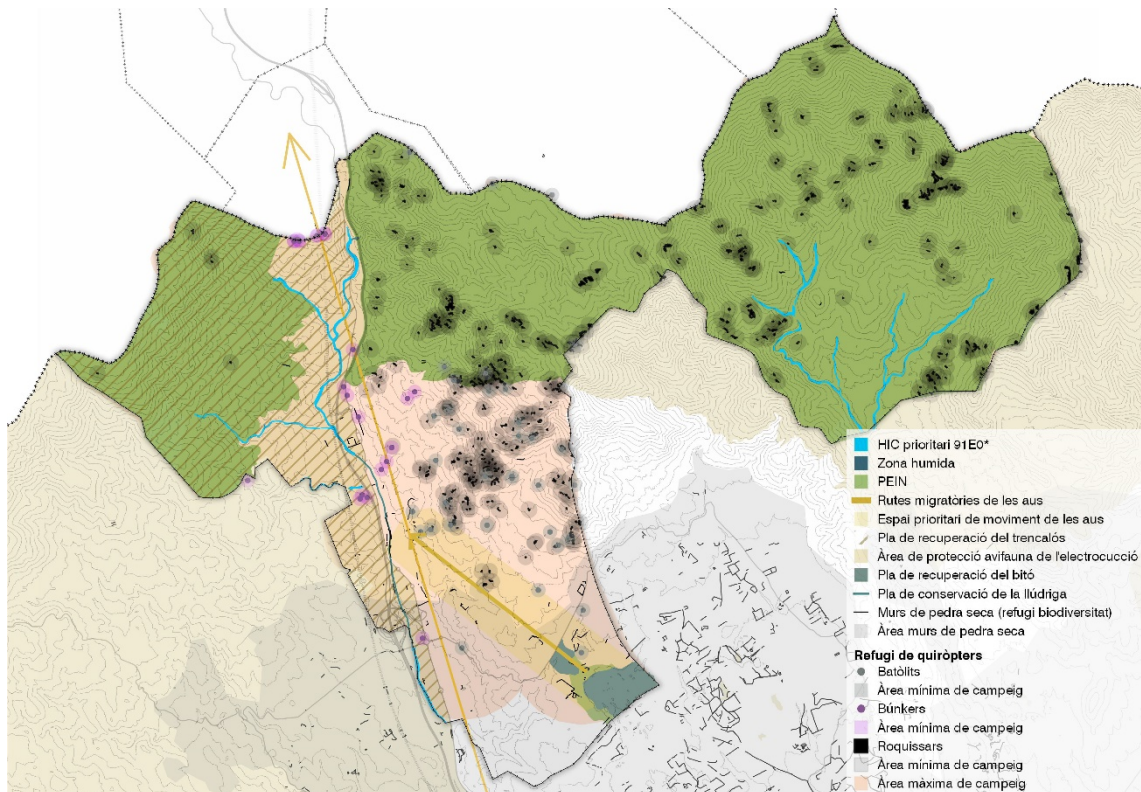 HIC prioritari 91E0*
Zona humida
PEIN
Rutes migratòries de les aus
Espai prioritari de moviment de les aus
Pla de recuperació del trencalòs
Àrea de protecció avifauna de l'electrocucció
Pla de recuperació del bitó
Pla de conservació de la llúdriga
Murs de pedra seca (refugi biodiversitat)
Àrea murs de pedra seca
Refugi de quiròpters
Batòlits
Àrea mínima de campeig
Búnkers
Àrea mínima de campeig
Roquissars
Àrea mínima de campeig
Àrea màxima de campeig